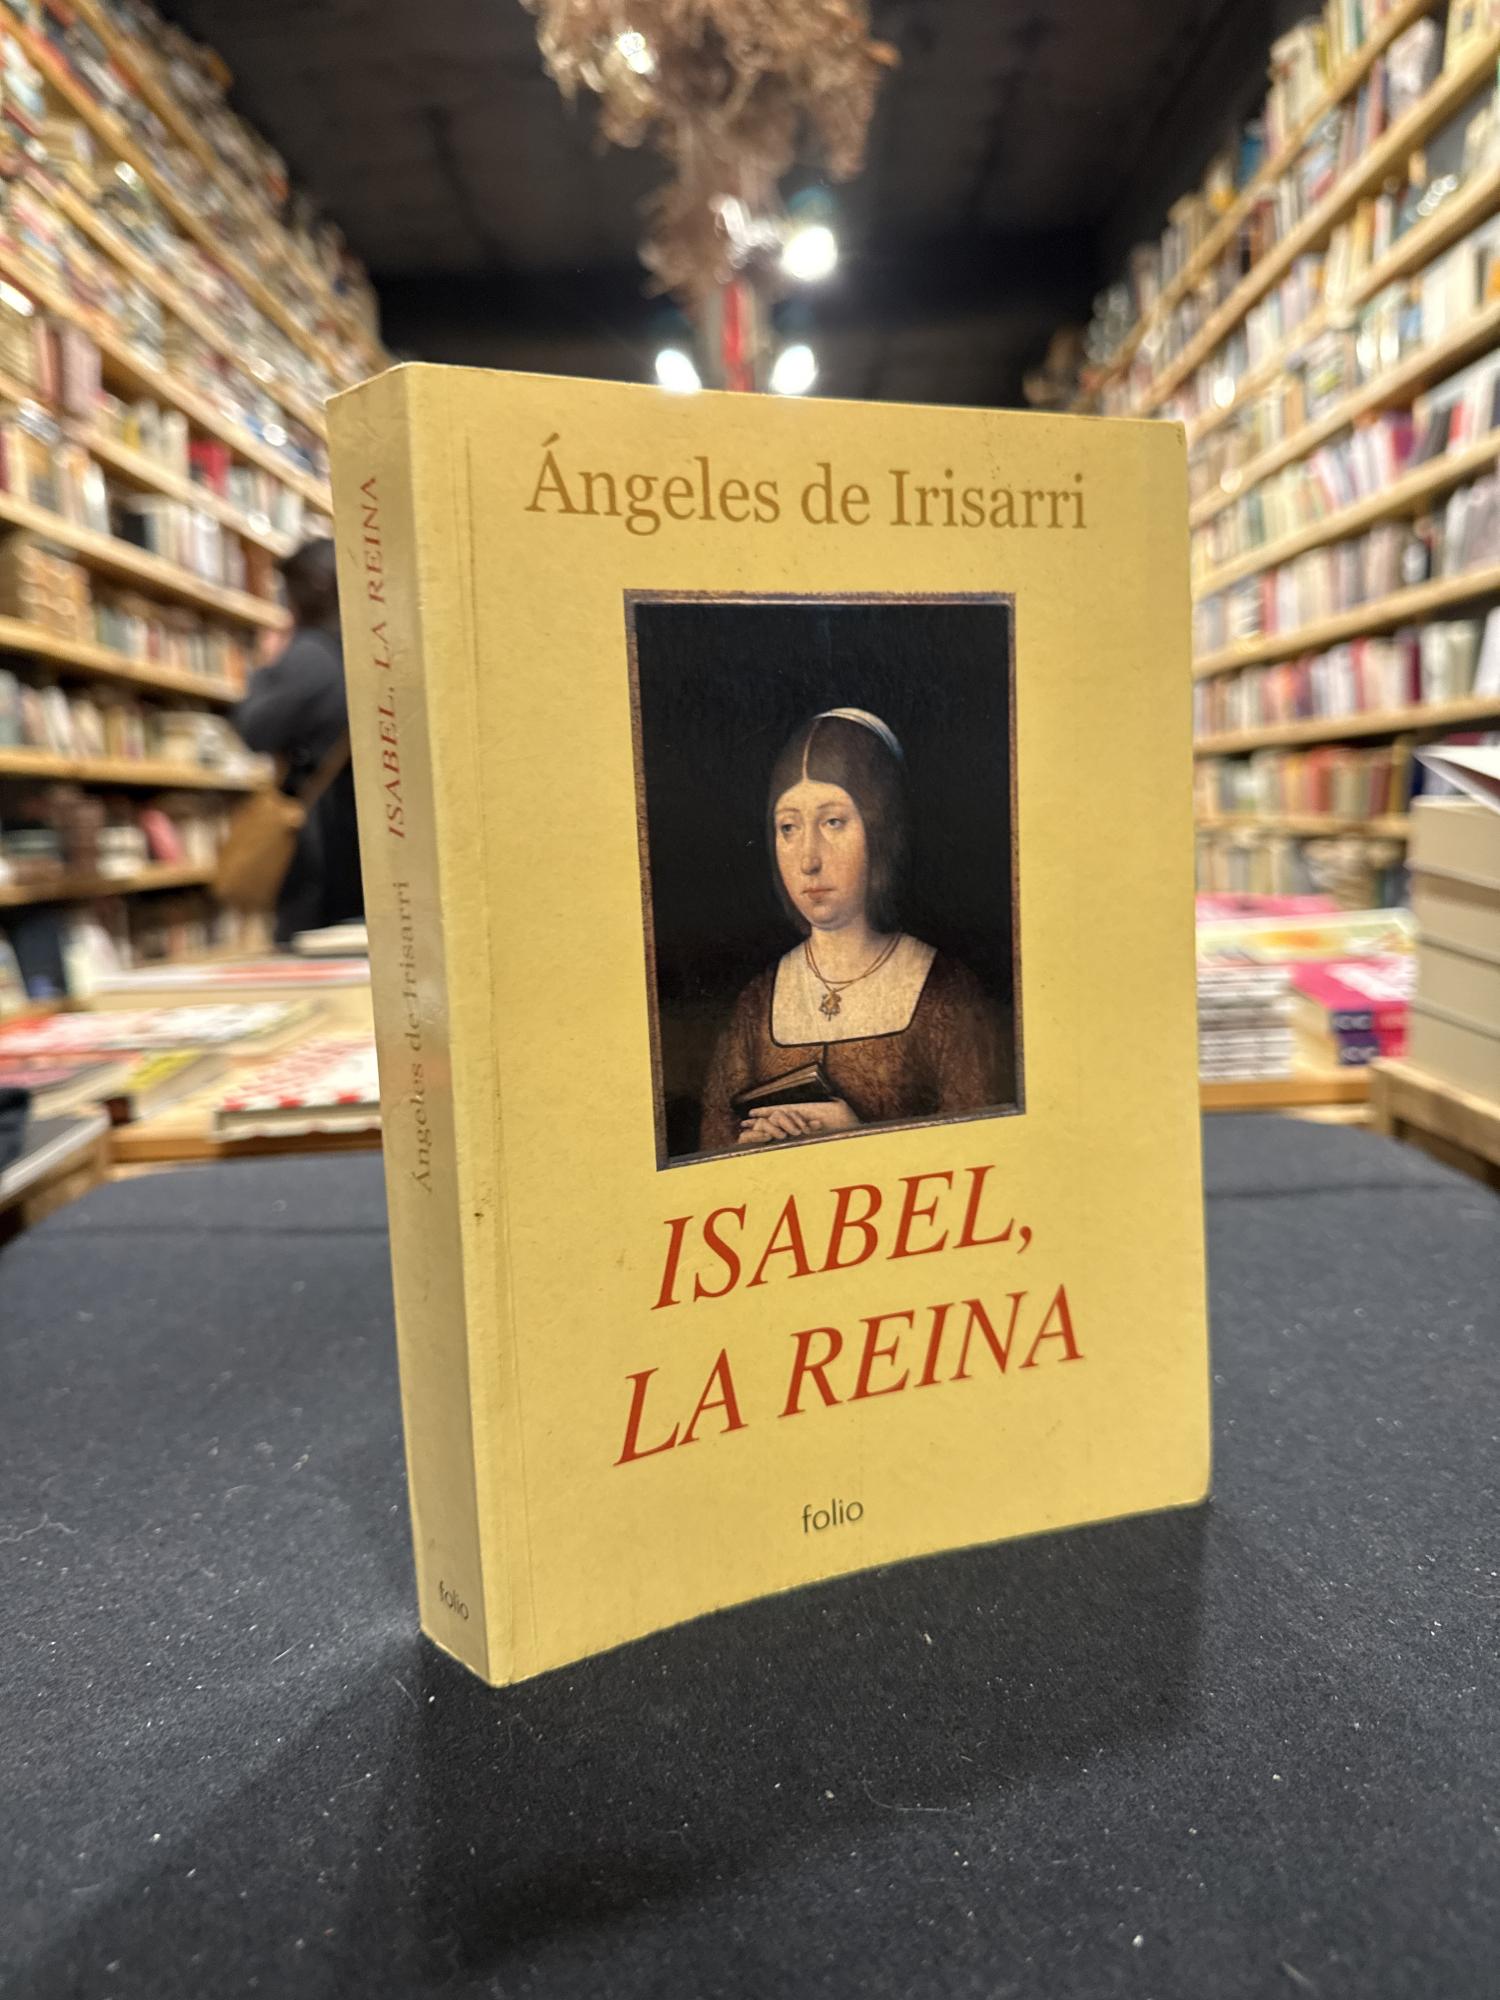 Ángeles de Irisarri
ISABEL,
LA REINA
folio
Ángeles de Irisarri ISABEL, LA REINA
folio